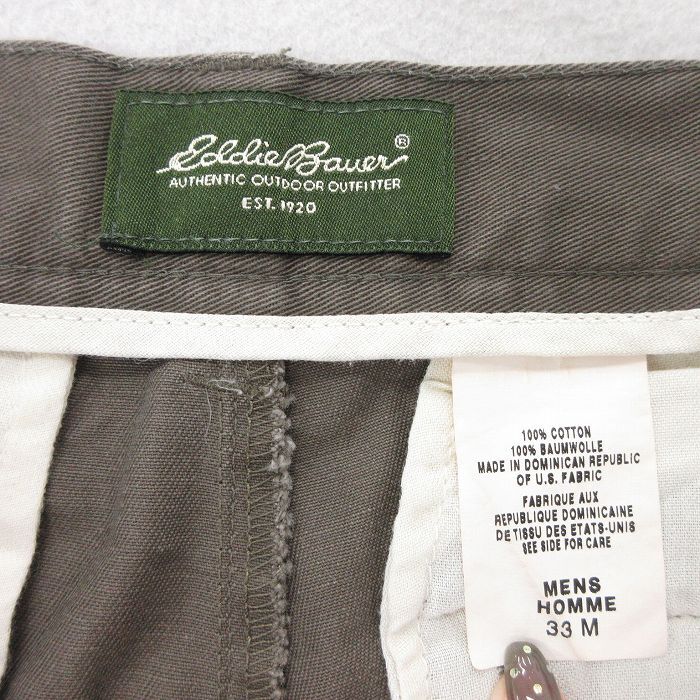 Eddie Bauer®
AUTHENTIC OUTDOOR OUTFITTER
EST. 1920
100% COTTON
100% BAUMWOLLE
MADE IN DOMINICAN REPUBLIC
OF U.S. FABRIC
FABRIQUE AUX
REPUBLIQUE DOMINICAINE
DE TISSU DES ETATS-UNIS
SEE SIDE FOR CARE
MENS
HOMME
33 M